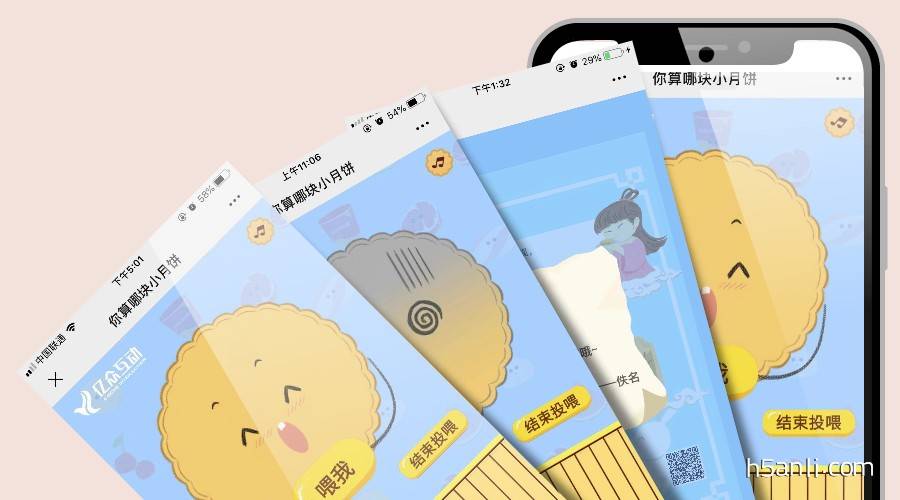 中国联通
下午5:01
58%
你算哪块小月饼
亿众互动
喂我
结束投喂
上午11:06
54%
你算哪块小月饼
结束投喂
下午1:32
29%
哦~
——佚名
你算哪块小月饼
结束投喂
h5anli.com